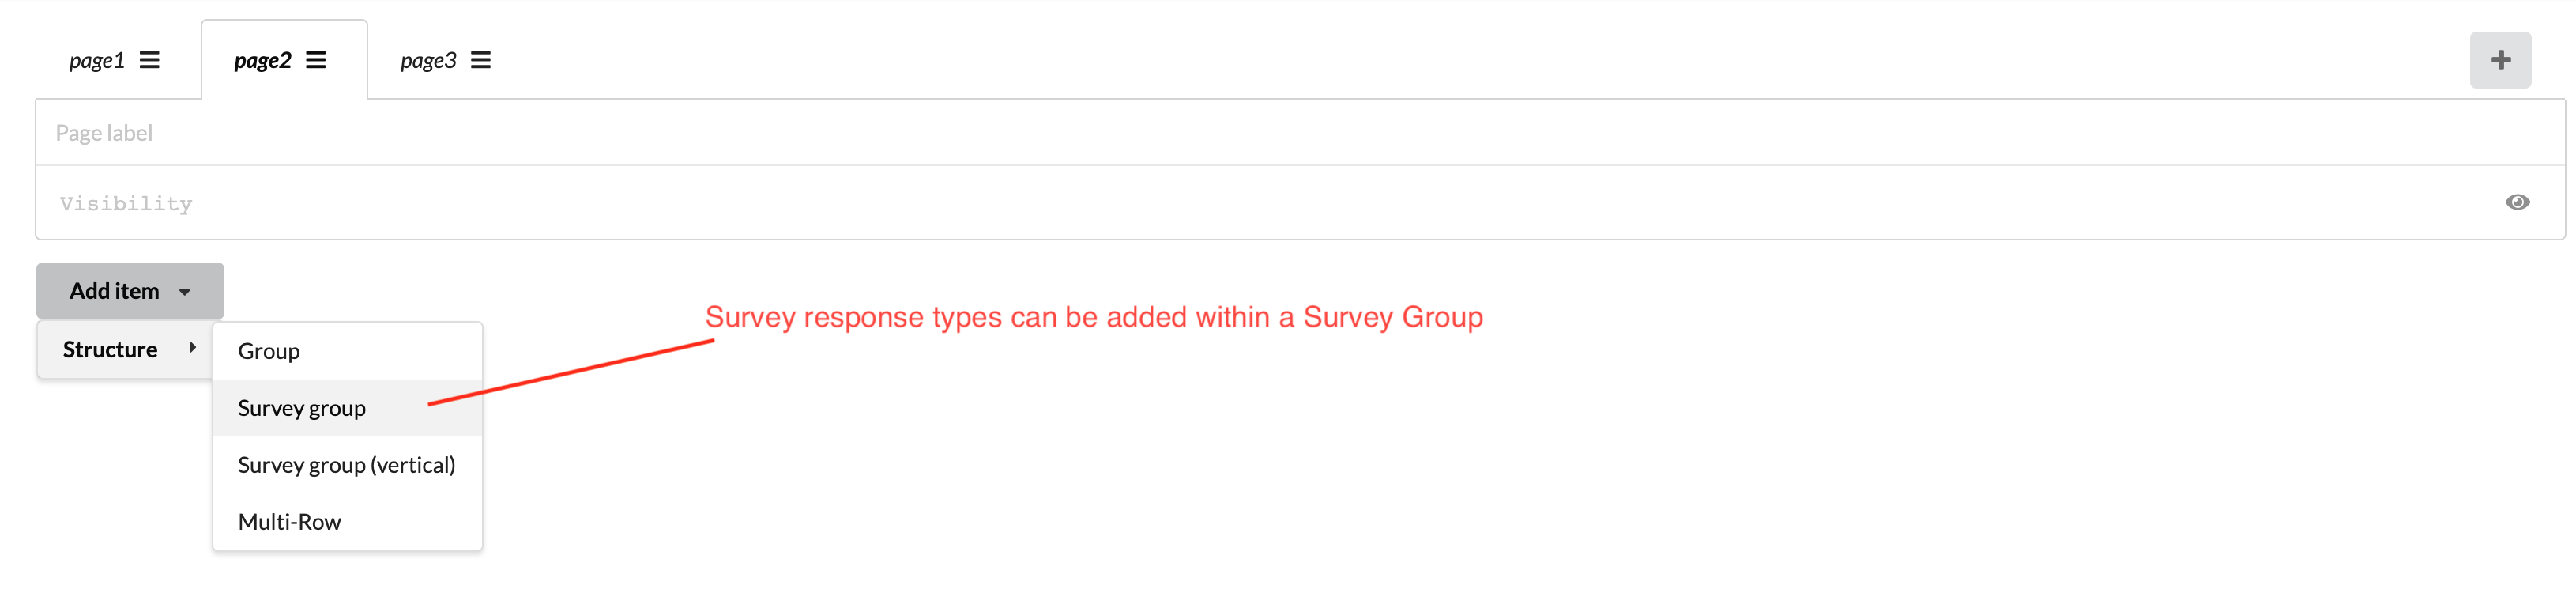 page1 page2 page3
Page label
Visibility
Add item
Survey response types can be added within a Survey Group
Structure
Group
Survey group
Survey group (vertical)
Multi-Row